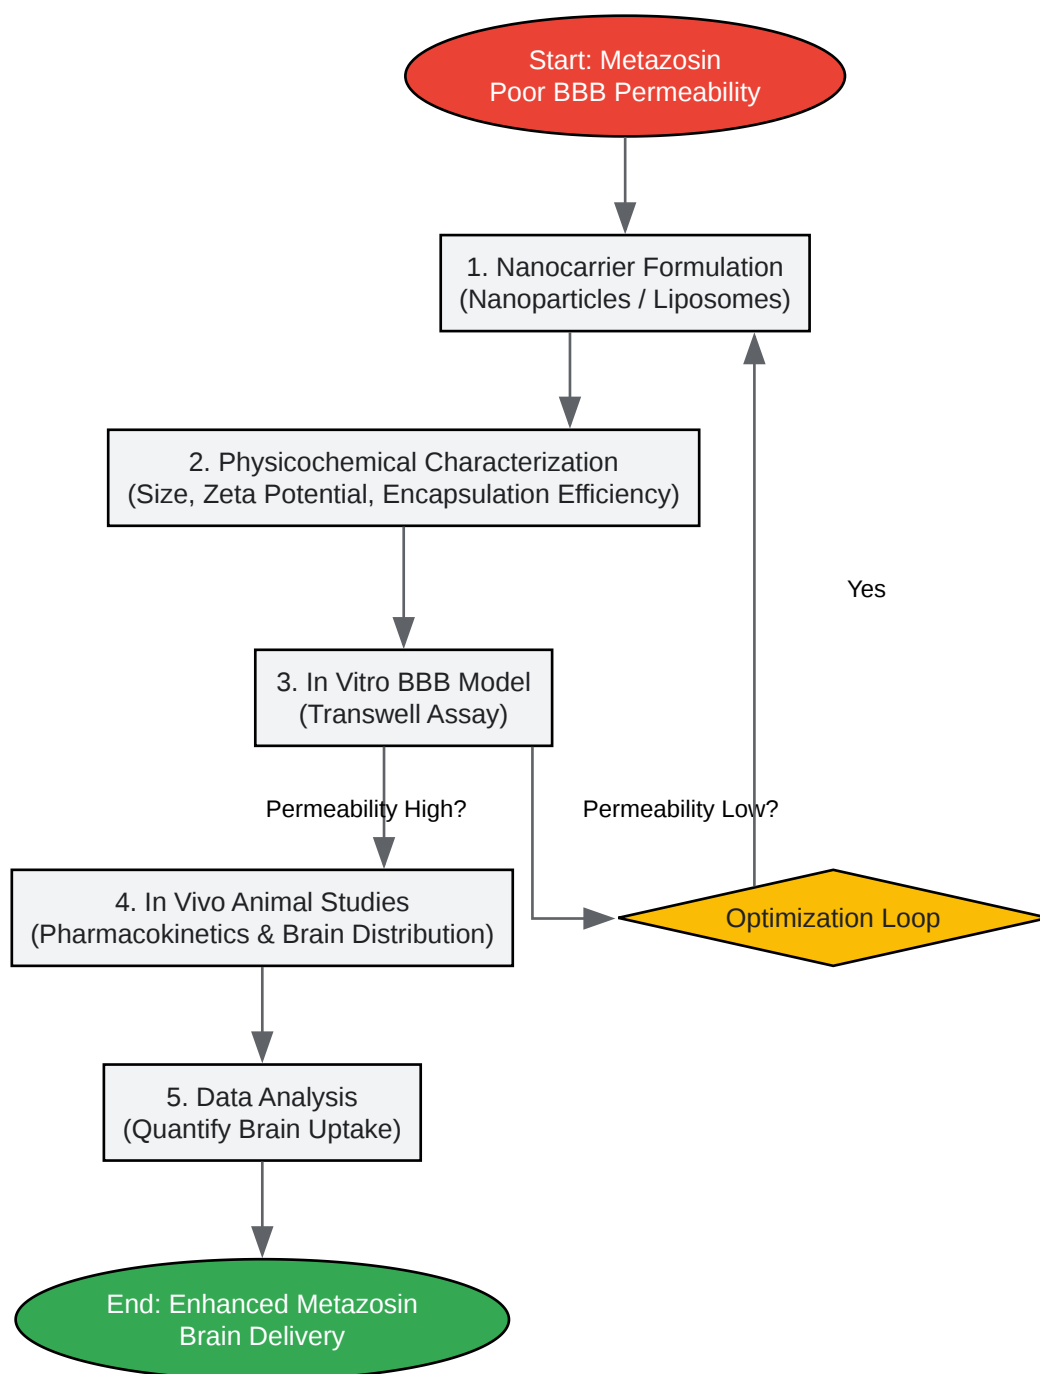 Start: Metazosin
Poor BBB Permeability
1. Nanocarrier Formulation
(Nanoparticles / Liposomes)
2. Physicochemical Characterization
(Size, Zeta Potential, Encapsulation Efficiency)
Yes
3. In Vitro BBB Model
(Transwell Assay)
Permeability High?
Permeability Low?
4. In Vivo Animal Studies
(Pharmacokinetics & Brain Distribution)
Optimization Loop
5. Data Analysis
(Quantify Brain Uptake)
End: Enhanced Metazosin
Brain Delivery